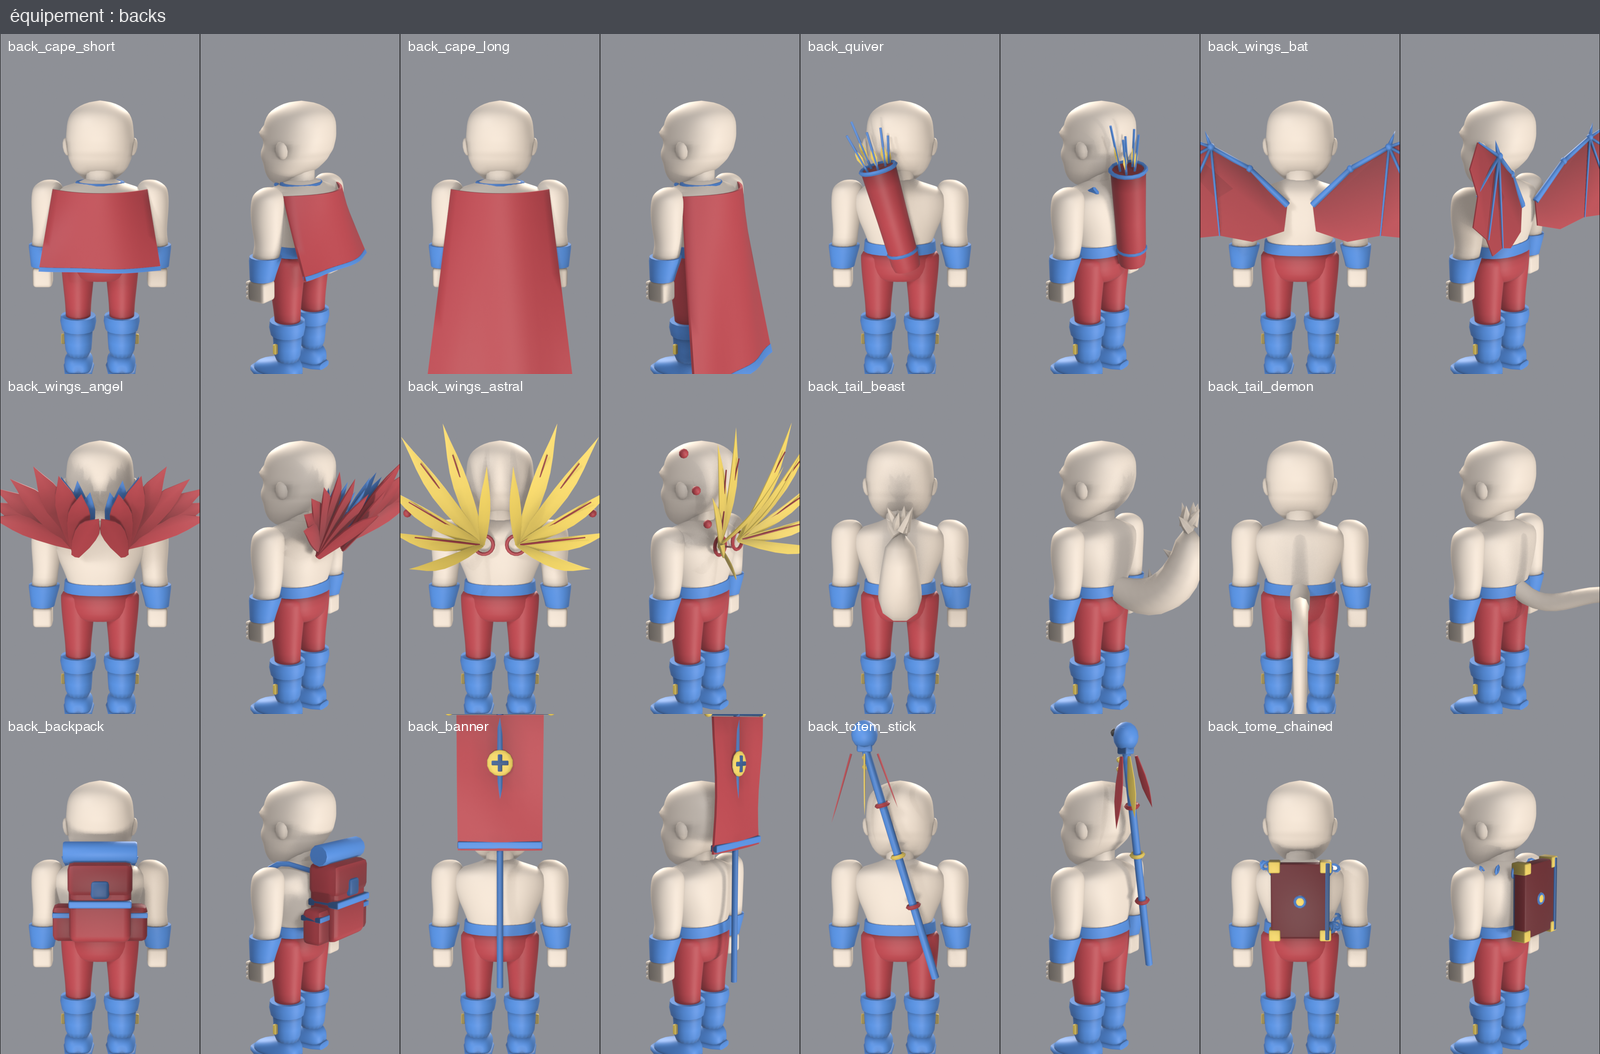 équipement : backs
back_cape_short
back_cape_long
back_quiver
back_wings_bat
back_wings_angel
back_wings_astral
back_tail_beast
back_tail_demon
back_backpack
back_banner
back_totem_stick
back_tome_chained